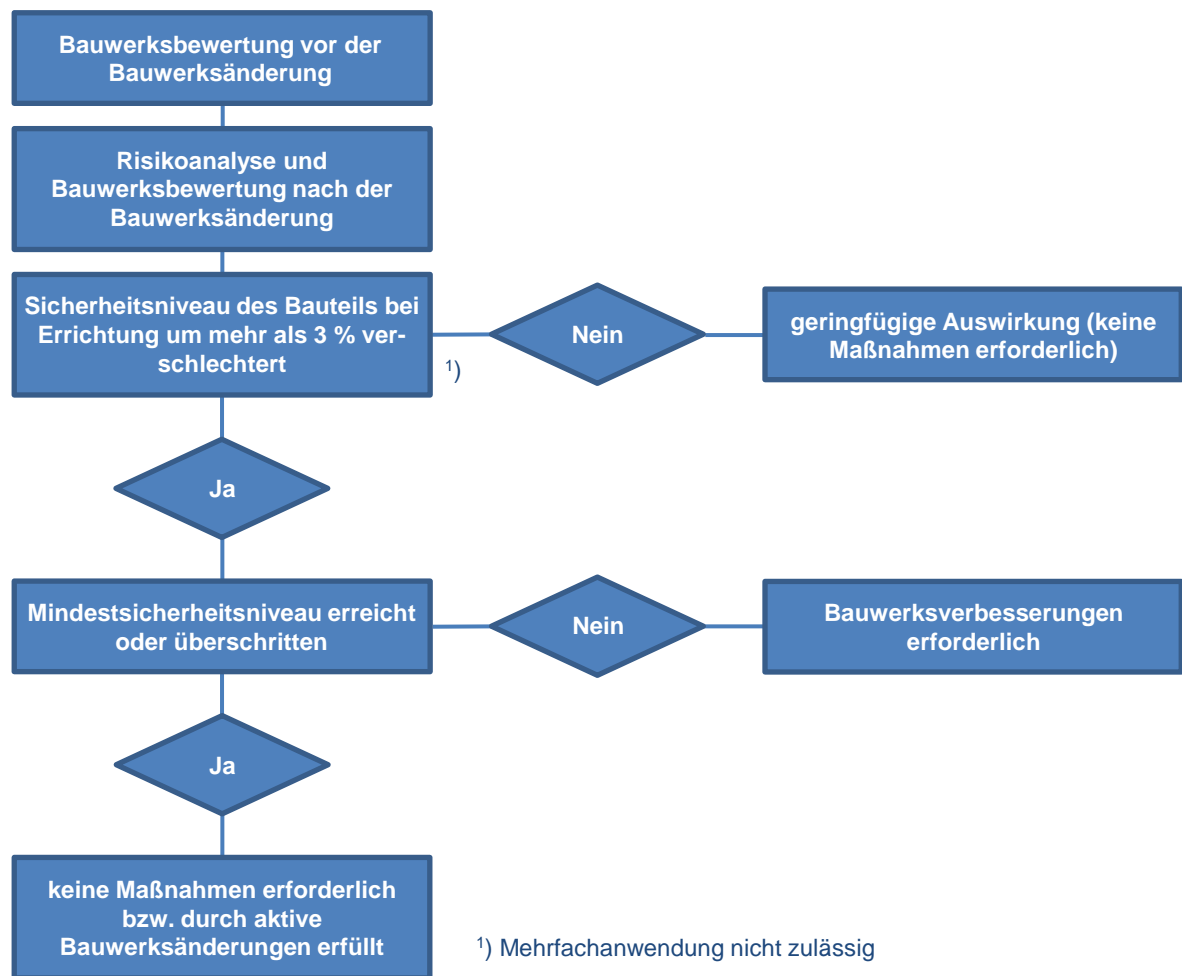 Bauwerksbewertung vor der
Bauwerksänderung
Risikoanalyse und
Bauwerksbewertung nach der
Bauwerksänderung
Sicherheitsniveau des Bauteils bei
Errichtung um mehr als 3 % ver-
schlechtert
¹)
Nein
geringfügige Auswirkung (keine
Maßnahmen erforderlich)
Ja
Mindestsicherheitsniveau erreicht
oder überschritten
Nein
Bauwerksverbesserungen
erforderlich
Ja
keine Maßnahmen erforderlich
bzw. durch aktive
Bauwerksänderungen erfüllt
¹) Mehrfachanwendung nicht zulässig